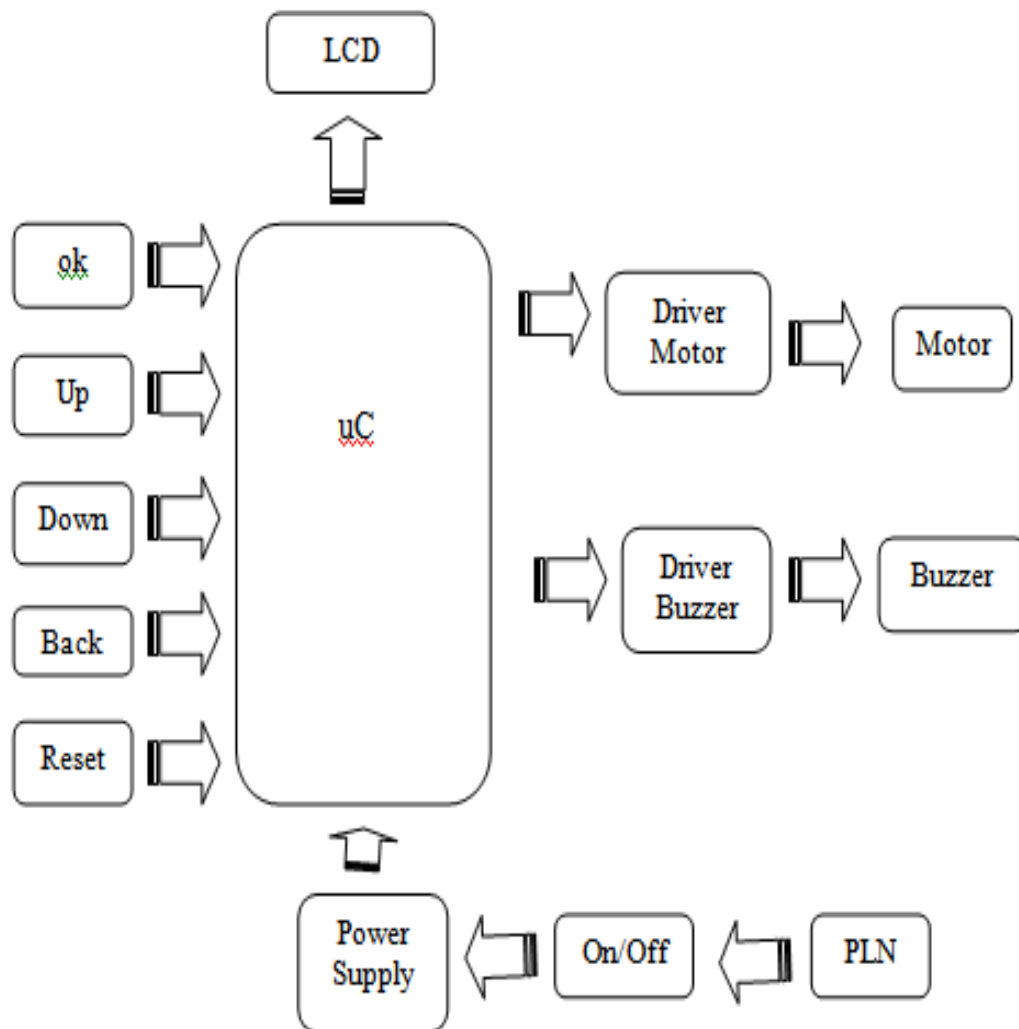 LCD
ok
Up
Down
Back
Reset
uC
Driver
Motor
Motor
Driver
Buzzer
Buzzer
Power
Supply
On/Off
PLN